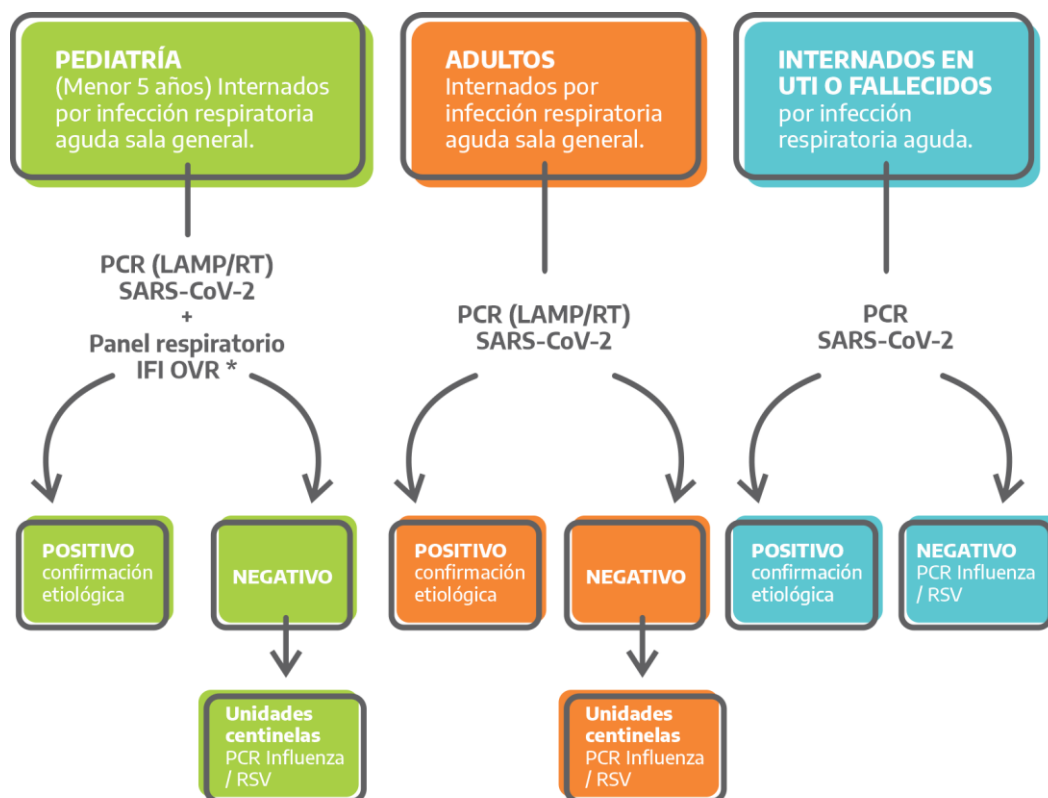 PEDIATRÍA
(Menor 5 años) Internados
por infección respiratoria
aguda sala general.
ADULTOS
Internados por
infección respiratoria
aguda sala general.
INTERNADOS EN
UTI O FALLECIDOS
por infección
respiratoria aguda.
PCR (LAMP/RT)
SARS-CoV-2
+
Panel respiratorio
IFI OVR *
PCR (LAMP/RT)
SARS-CoV-2
PCR
SARS-CoV-2
POSITIVO
confirmación
etiológica
NEGATIVO
POSITIVO
confirmación
etiológica
NEGATIVO
POSITIVO
confirmación
etiológica
NEGATIVO
PCR Influenza
/ RSV
Unidades
centinelas
PCR Influenza
/ RSV
Unidades
centinelas
PCR Influenza
/ RSV